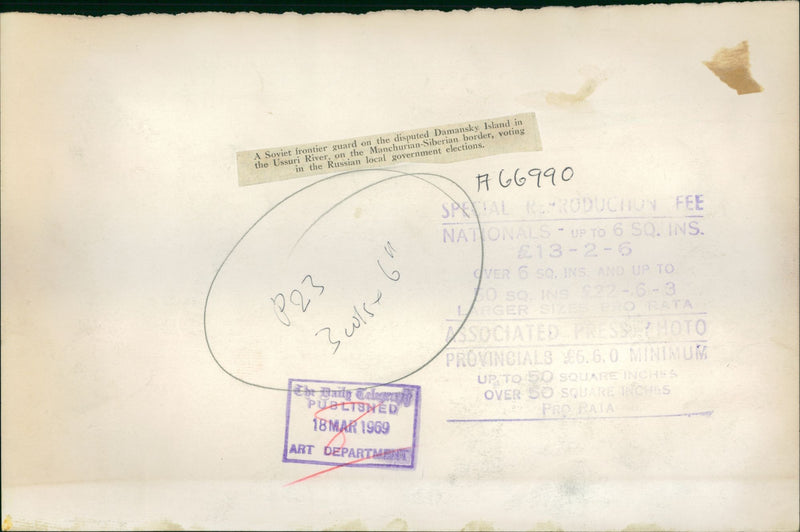 A Soviet frontier guard on the disputed Damansky Island in
the Ussuri River, on the Manchurian-Siberian border, voting
in the Russian local government elections.
A66990
SPECIAL REPRODUCTION FEE
NATIONALS - UP TO 6 SQ. INS.
£13-2-6
OVER 6 SQ. INS. AND UP TO
50 SQ. INS £22-.6-3
LARGER SIZES PRO RATA
ASSOCIATED PRESS PHOTO
PROVINCIALS £6.6.0 MINIMUM
UP TO 50 SQUARE INCHES
OVER 50 SQUARE INCHES
PRO RATA
P23
3 cols x 6"
The Daily Telegraph
PUBLISHED
18 MAR 1969
ART DEPARTMENT